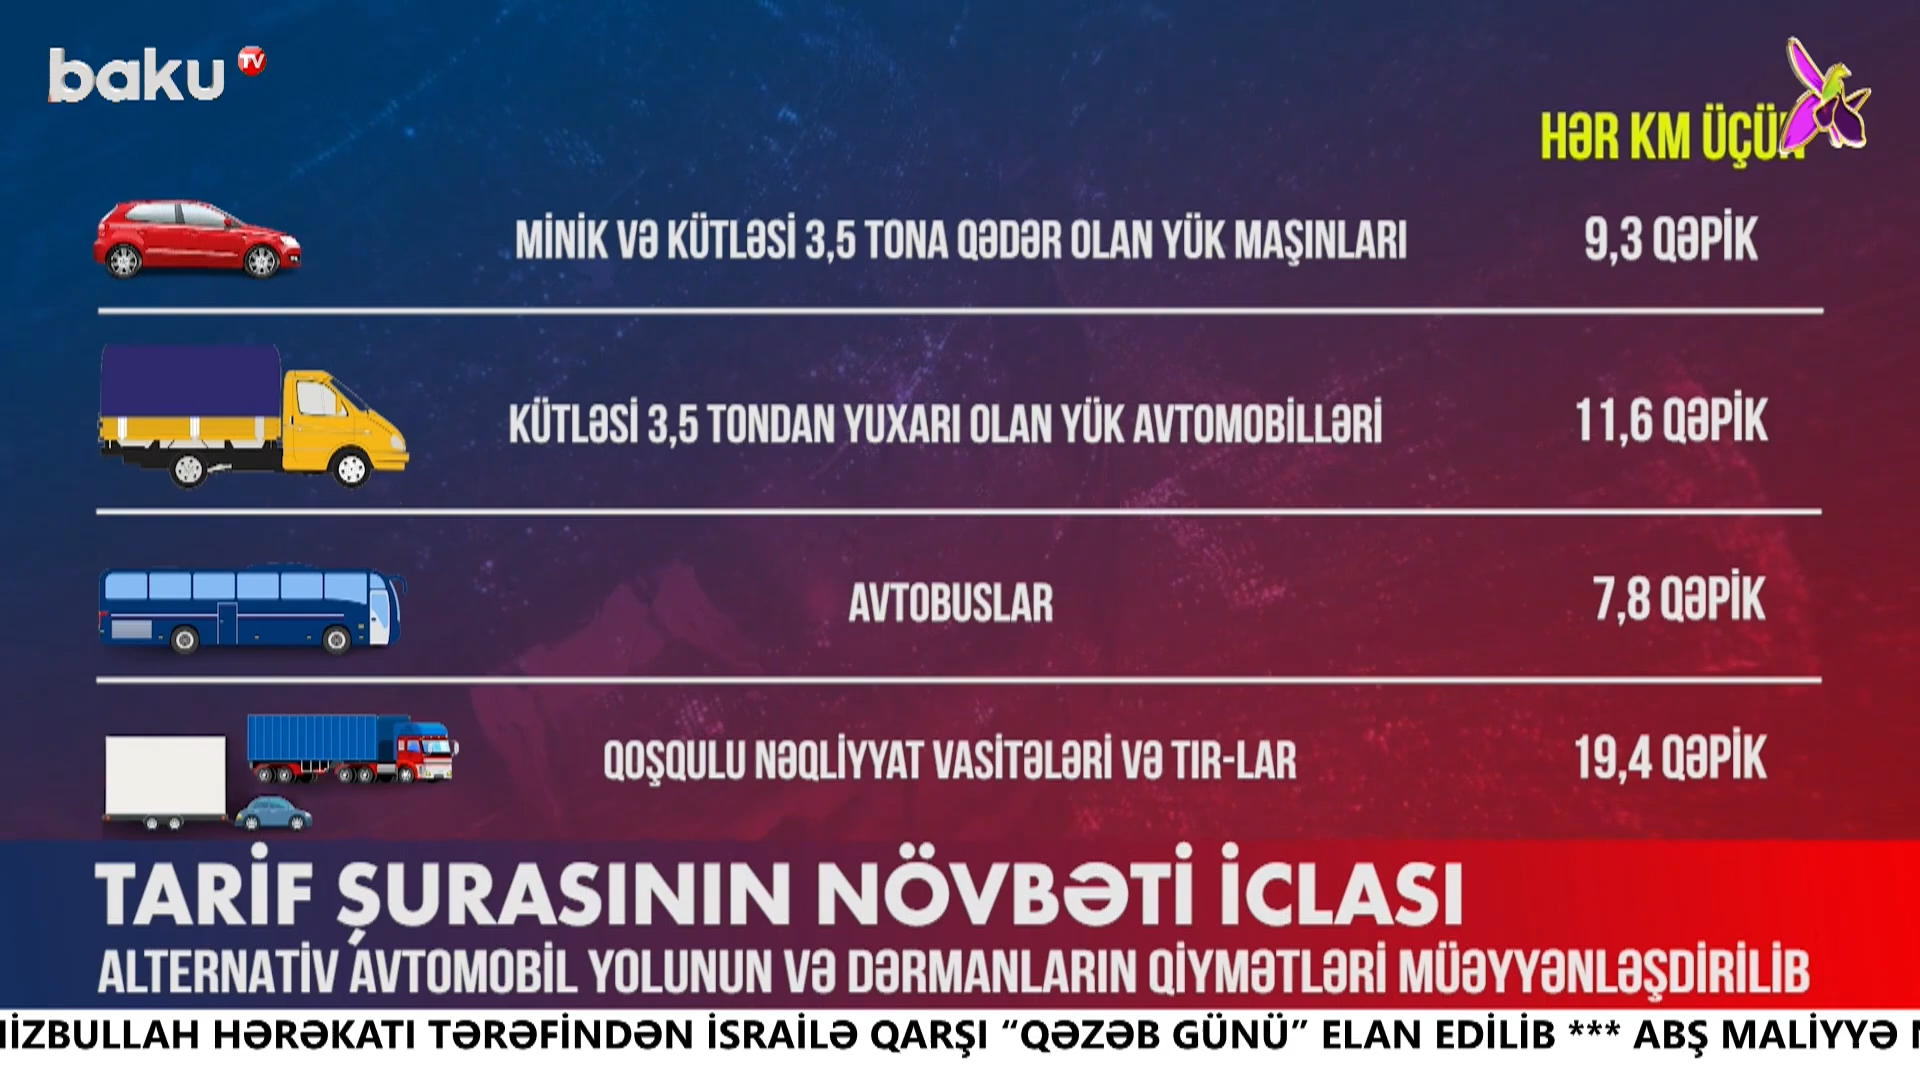 baku TV
HƏR KM ÜÇÜN
MİNİK VƏ KÜTLƏSİ 3,5 TONA QƏDƏR OLAN YÜK MAŞINLARI 9,3 QƏPİK
KÜTLƏSİ 3,5 TONDAN YUXARI OLAN YÜK AVTOMOBİLLƏRİ 11,6 QƏPİK
AVTOBUSLAR 7,8 QƏPİK
QOŞQULU NƏQLİYYAT VASİTƏLƏRİ VƏ TIR-LAR 19,4 QƏPİK
TARİF ŞURASININ NÖVBƏTİ İCLASI
ALTERNATİV AVTOMOBİL YOLUNUN VƏ DƏRMANLARIN QİYMƏTLƏRİ MÜƏYYƏNLƏŞDİRİLİB
HİZBULLAH HƏRƏKATI TƏRƏFİNDƏN İSRAİLƏ QARŞI “QƏZƏB GÜNÜ” ELAN EDİLİB *** ABŞ MALİYYƏ